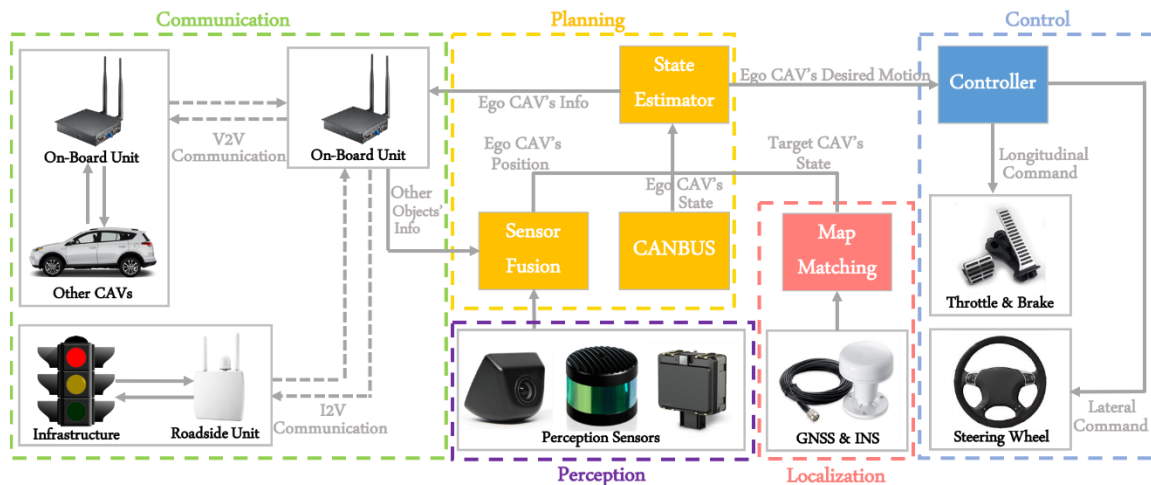 Communication
Planning
Control
State
Estimator
Controller
Ego CAV's Desired Motion
Ego CAV's Info
V2V
Communication
On-Board Unit
On-Board Unit
Ego CAV's
Position
Target CAV's
State
Longitudinal
Command
Other
Objects'
Info
Ego CAV's
State
Sensor
Fusion
CANBUS
Map
Matching
Other CAVs
Throttle & Brake
I2V
Communication
Infrastructure
Roadside Unit
Perception Sensors
GNSS & INS
Steering Wheel
Lateral
Command
Perception
Localization